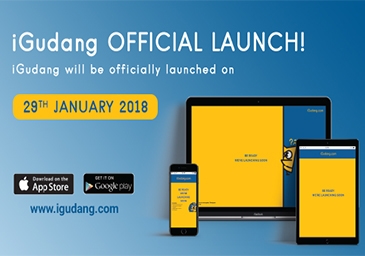 iGudang OFFICIAL LAUNCH!
iGudang will be officially launched on
29TH JANUARY 2018
Download on the
App Store
GET IT ON
Google play
www.igudang.com